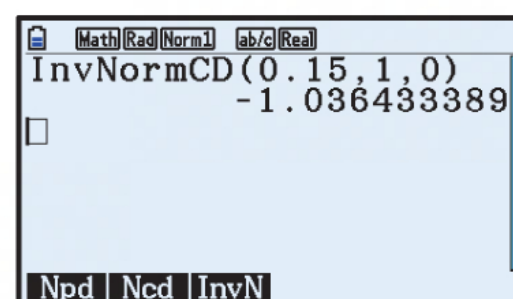 Math Rad Norm1 ab/c Real
InvNormCD(0.15,1,0)
-1.036433389
Npd Ncd InvN